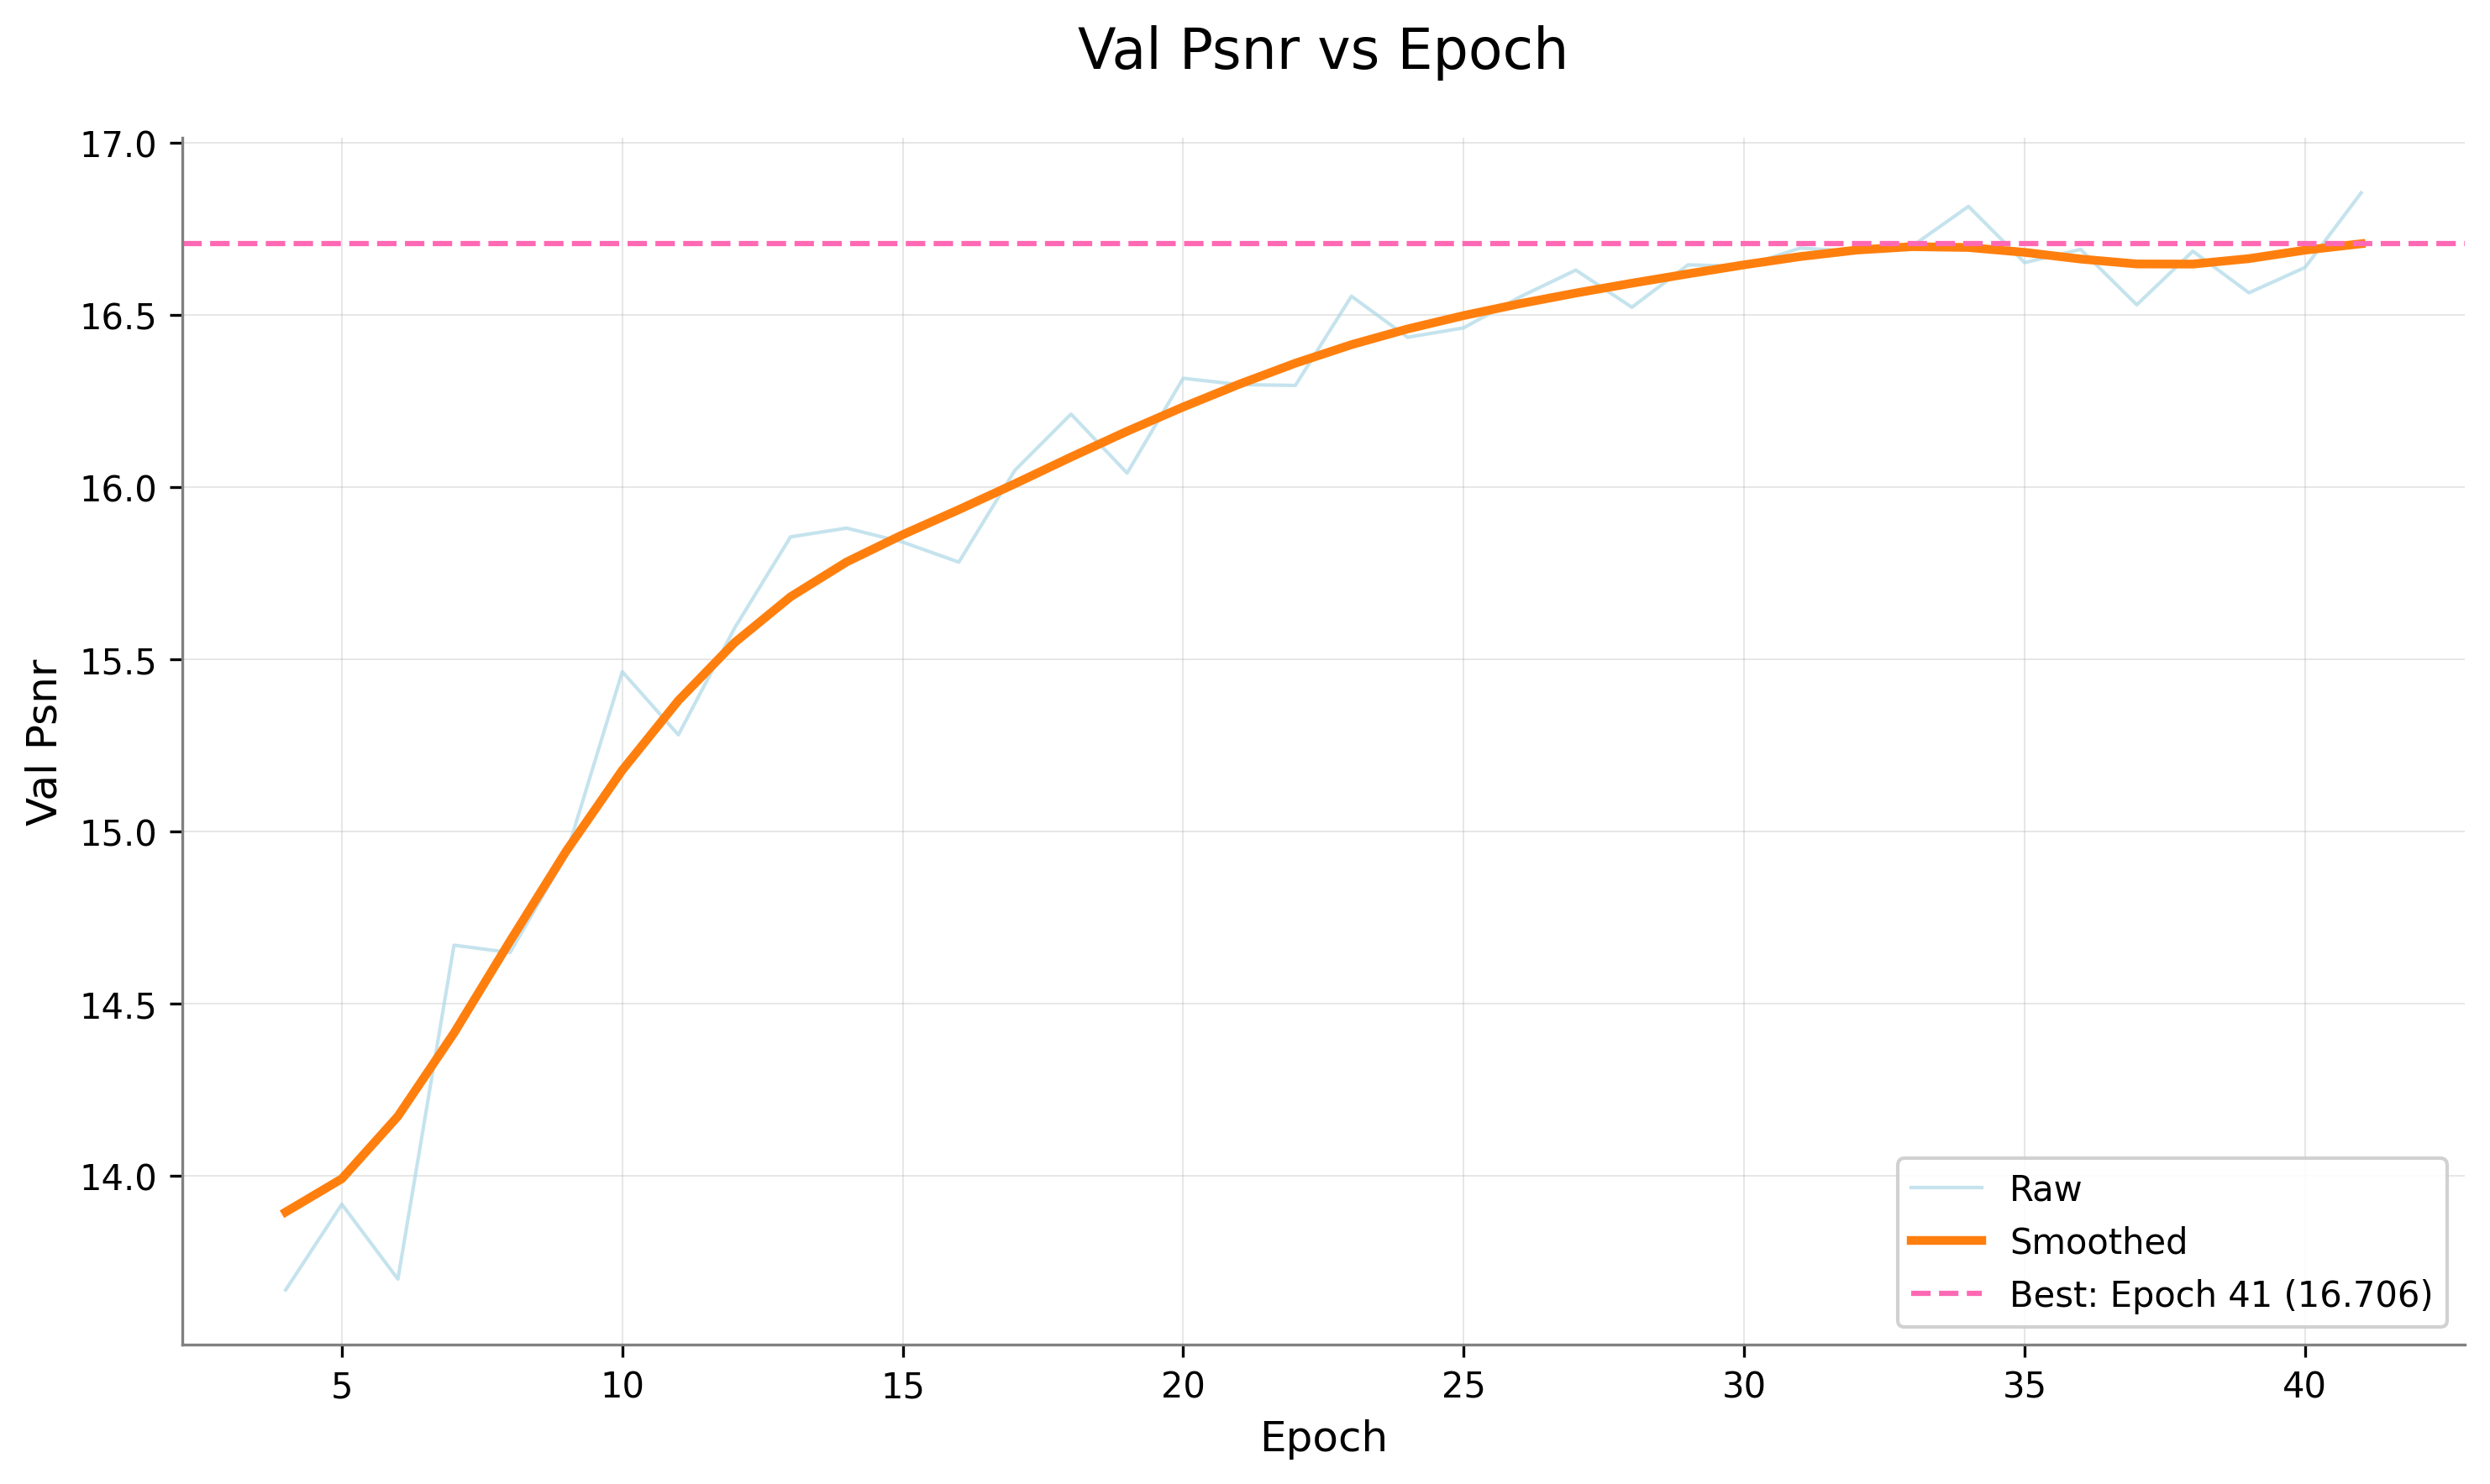 Val Psnr vs Epoch
Val Psnr
17.0
16.5
16.0
15.5
15.0
14.5
14.0
5 10 15 20 25 30 35 40
Epoch
Raw
Smoothed
Best: Epoch 41 (16.706)